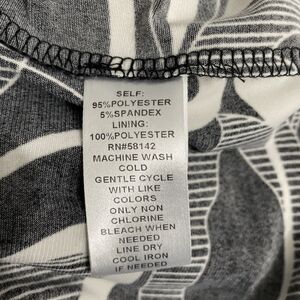 SELF:
95%POLYESTER
5%SPANDEX
LINING:
100%POLYESTER
RN#58142
MACHINE WASH
COLD
GENTLE CYCLE
WITH LIKE
COLORS
ONLY NON
CHLORINE
BLEACH WHEN
NEEDED
LINE DRY
COOL IRON
IF NEEDED